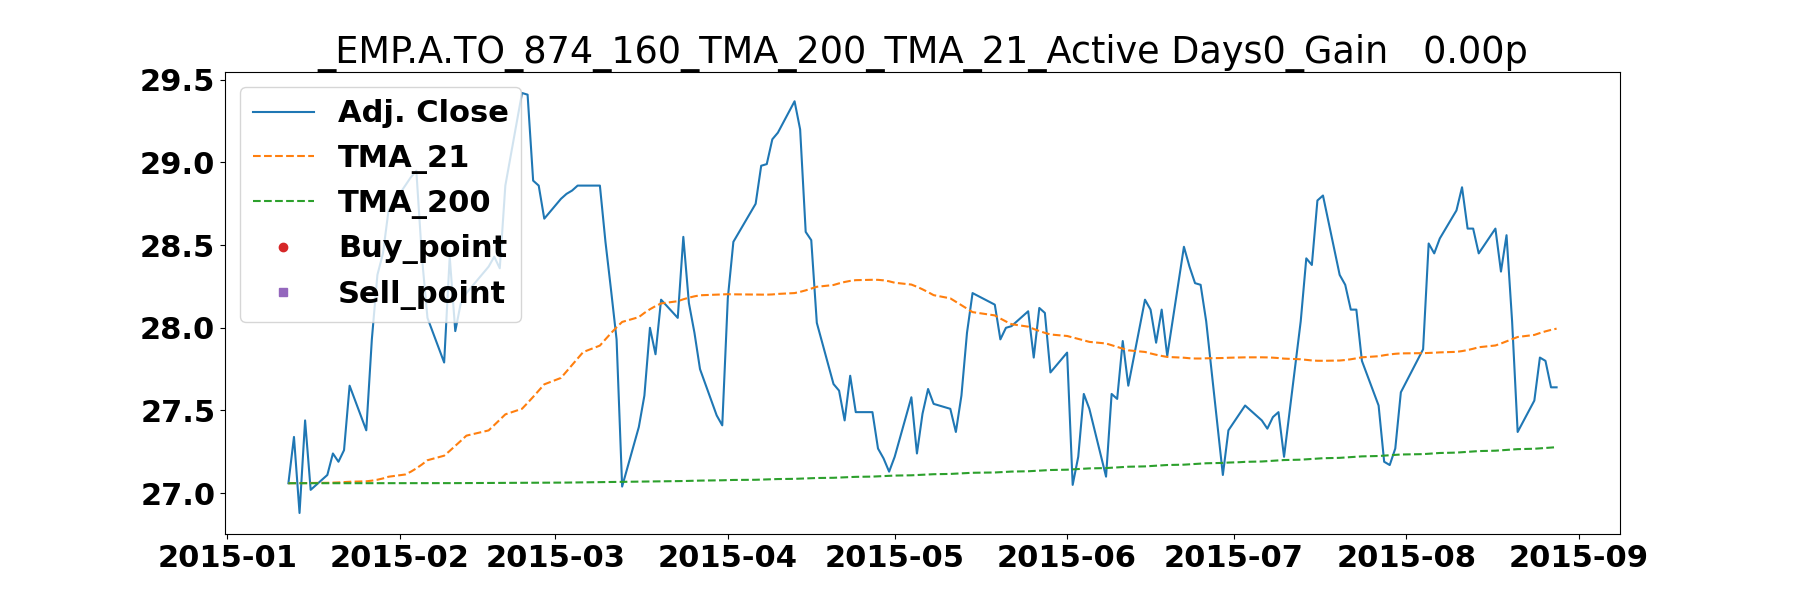 _EMP.A.TO_874_160_TMA_200_TMA_21_Active Days0_Gain   0.00p
29.5
29.0
28.5
28.0
27.5
27.0
Adj. Close
TMA_21
TMA_200
Buy_point
Sell_point
2015-01 2015-02 2015-03 2015-04 2015-05 2015-06 2015-07 2015-08 2015-09